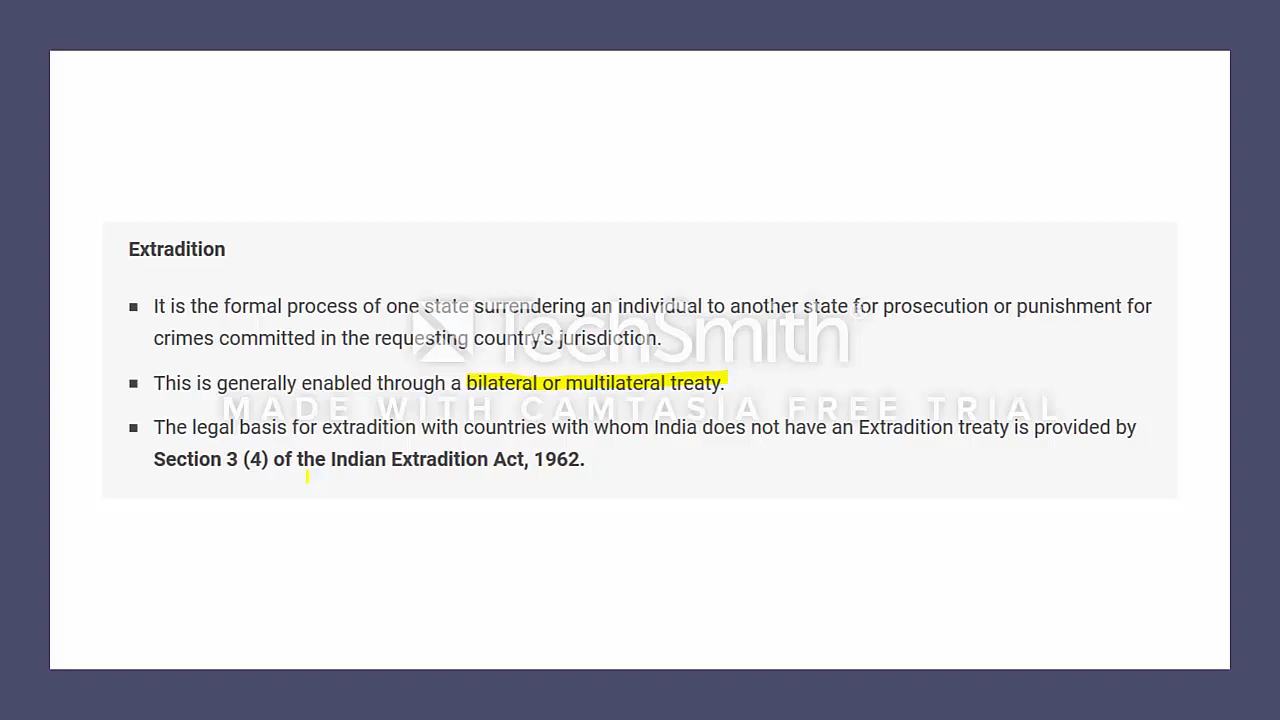 Extradition
It is the formal process of one state surrendering an individual to another state for prosecution or punishment for
crimes committed in the requesting country's jurisdiction.
TechSmith
This is generally enabled through a bilateral or multilateral treaty.
MADE WITH CAMTASIA FREE TRIAL
The legal basis for extradition with countries with whom India does not have an Extradition treaty is provided by
Section 3 (4) of the Indian Extradition Act, 1962.